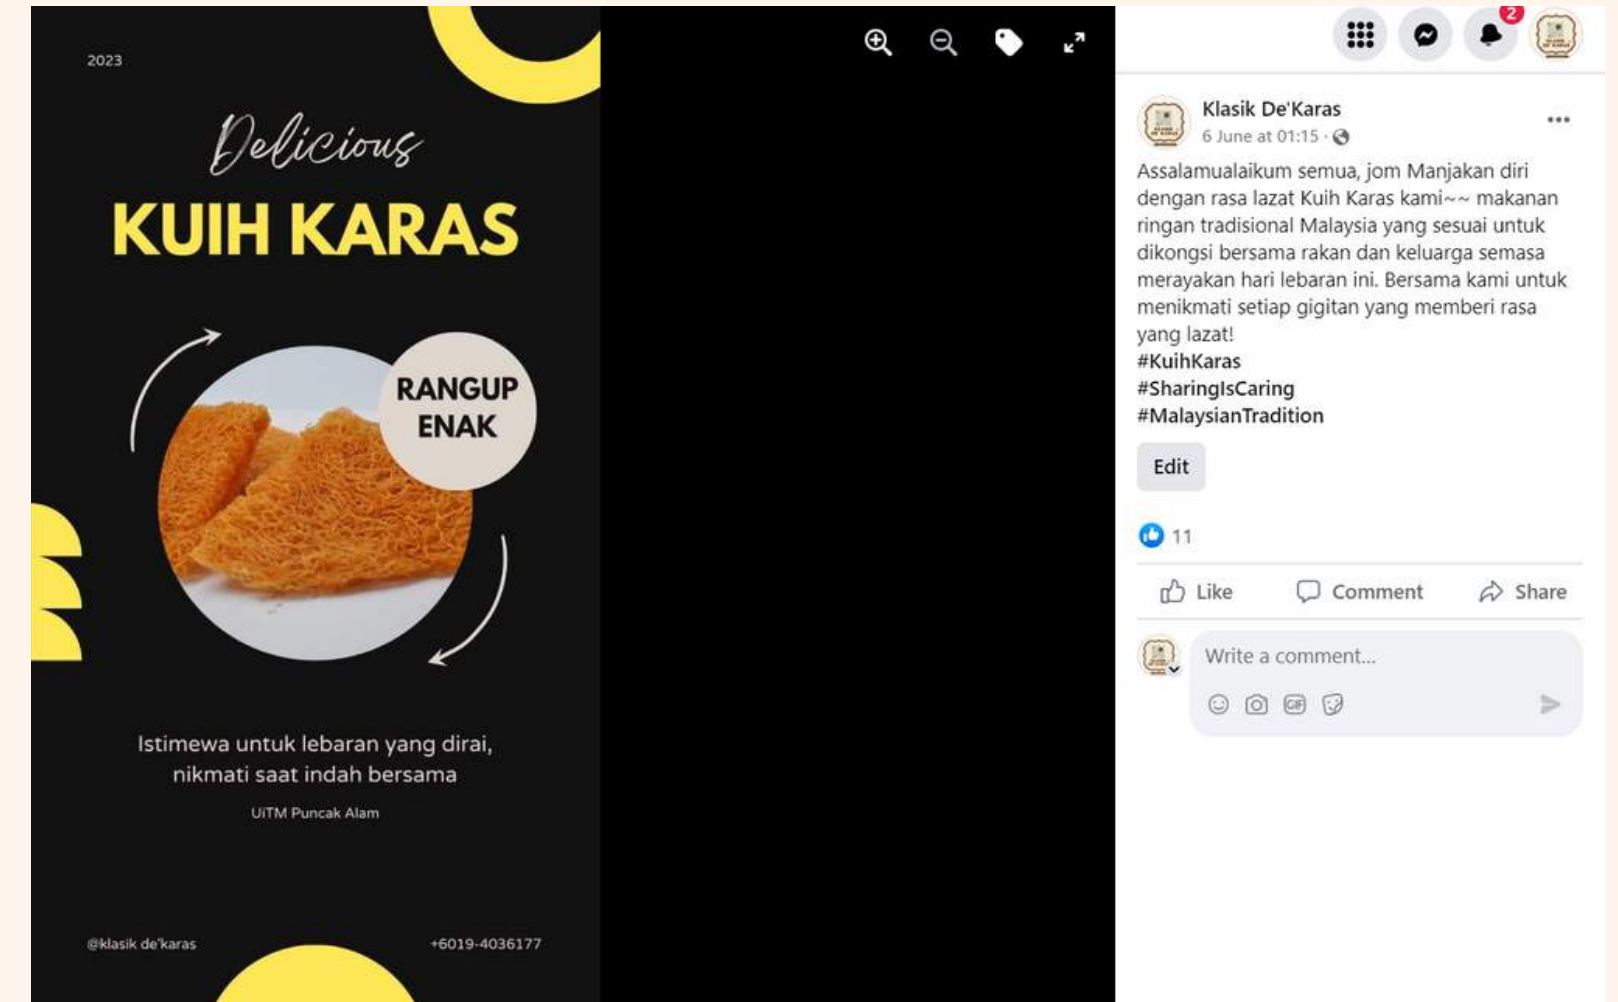 2023
Delicious
KUIH KARAS
RANGUP
ENAK
Istimewa untuk lebaran yang dirai,
nikmati saat indah bersama
UiTM Puncak Alam
@klasik de'karas
+6019-4036177
2
Klasik De'Karas
6 June at 01:15 ·
Assalamualaikum semua, jom Manjakan diri
dengan rasa lazat Kuih Karas kami~~ makanan
ringan tradisional Malaysia yang sesuai untuk
dikongsi bersama rakan dan keluarga semasa
merayakan hari lebaran ini. Bersama kami untuk
menikmati setiap gigitan yang memberi rasa
yang lazat!
#KuihKaras
#SharingIsCaring
#MalaysianTradition
Edit
11
Like
Comment
Share
Write a comment...
GIF